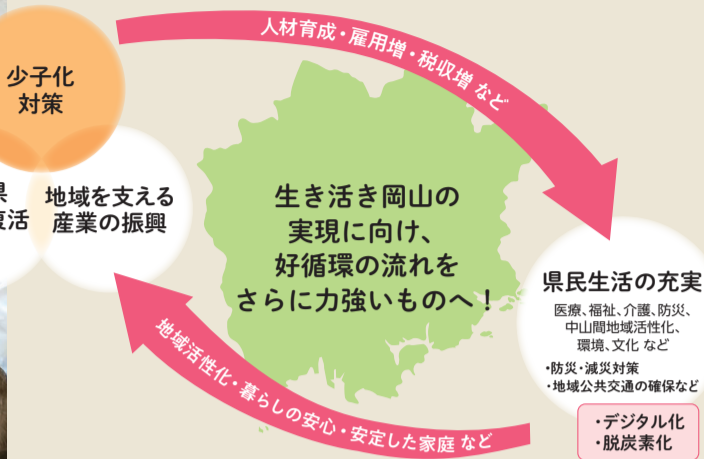 人材育成・雇用増・税収増 など
少子化
対策
県
復活
地域を支える
産業の振興
生き活き岡山の
実現に向け、
好循環の流れを
さらに力強いものへ！
県民生活の充実
医療、福祉、介護、防災、
中山間地域活性化、
環境、文化 など
・防災・減災対策
・地域公共交通の確保など
・デジタル化
・脱炭素化
地域活性化・暮らしの安心・安定した家庭 など